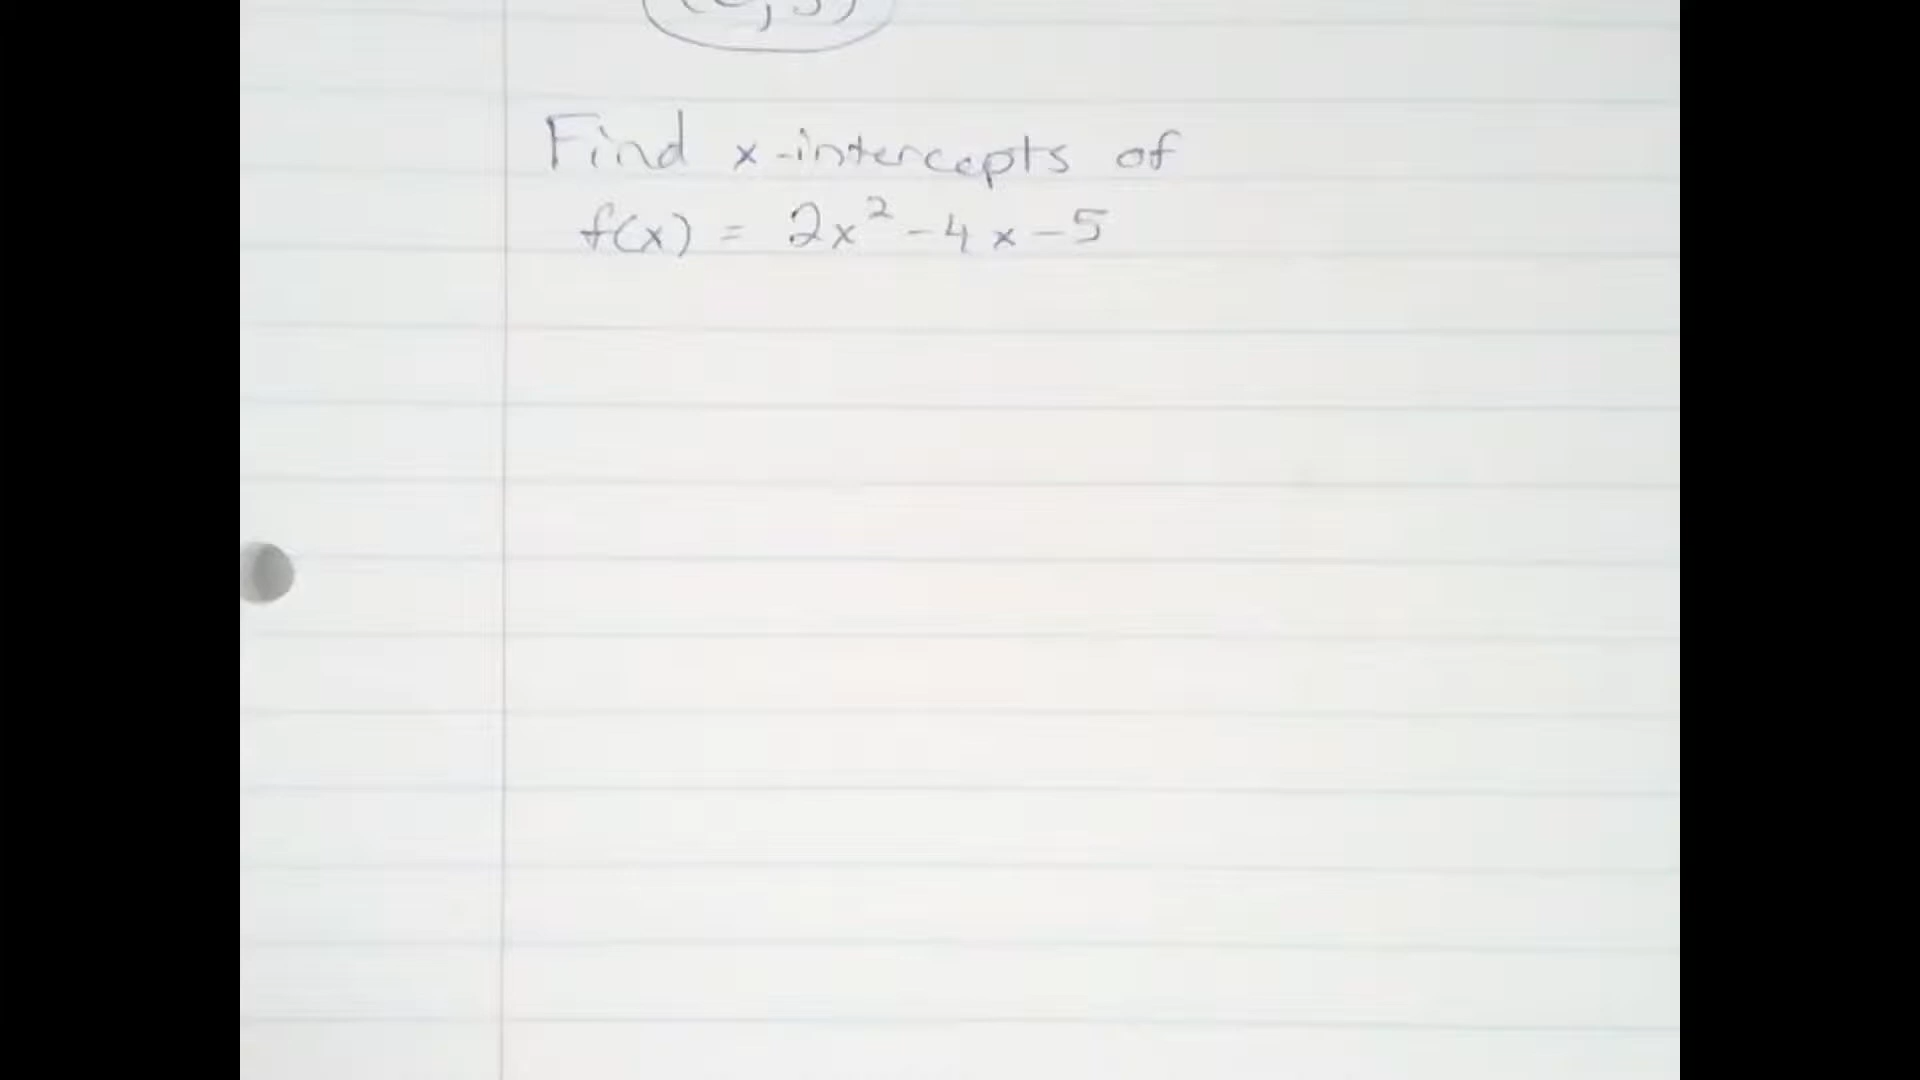 Find x-intercepts of
f(x) = 2x² - 4x - 5